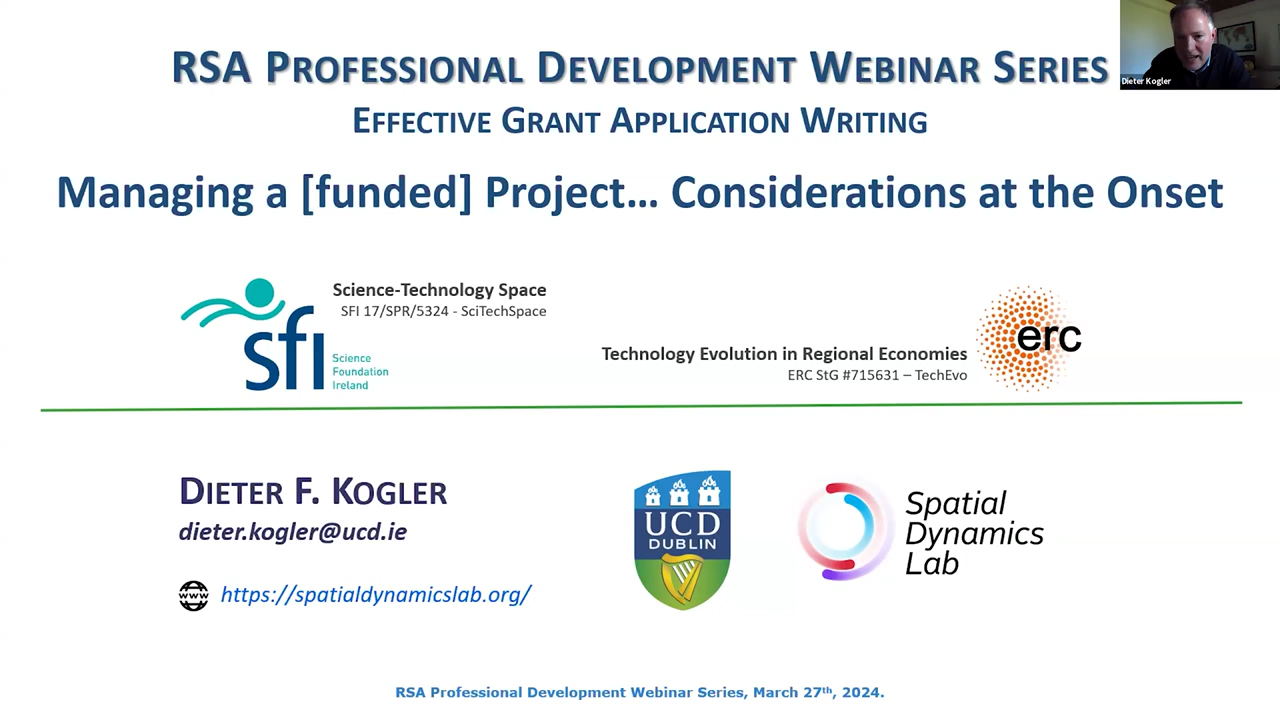 RSA PROFESSIONAL DEVELOPMENT WEBINAR SERIES
Dieter Kogler
EFFECTIVE GRANT APPLICATION WRITING
Managing a [funded] Project... Considerations at the Onset
Science-Technology Space
SFI 17/SPR/5324 - SciTechSpace
sfi
Science
Foundation
Ireland
Technology Evolution in Regional Economies
ERC StG #715631 – TechEvo
erc
DIETER F. KOGLER
dieter.kogler@ucd.ie
www
https://spatialdynamicslab.org/
UCD
DUBLIN
Spatial
Dynamics
Lab
RSA Professional Development Webinar Series, March 27th, 2024.